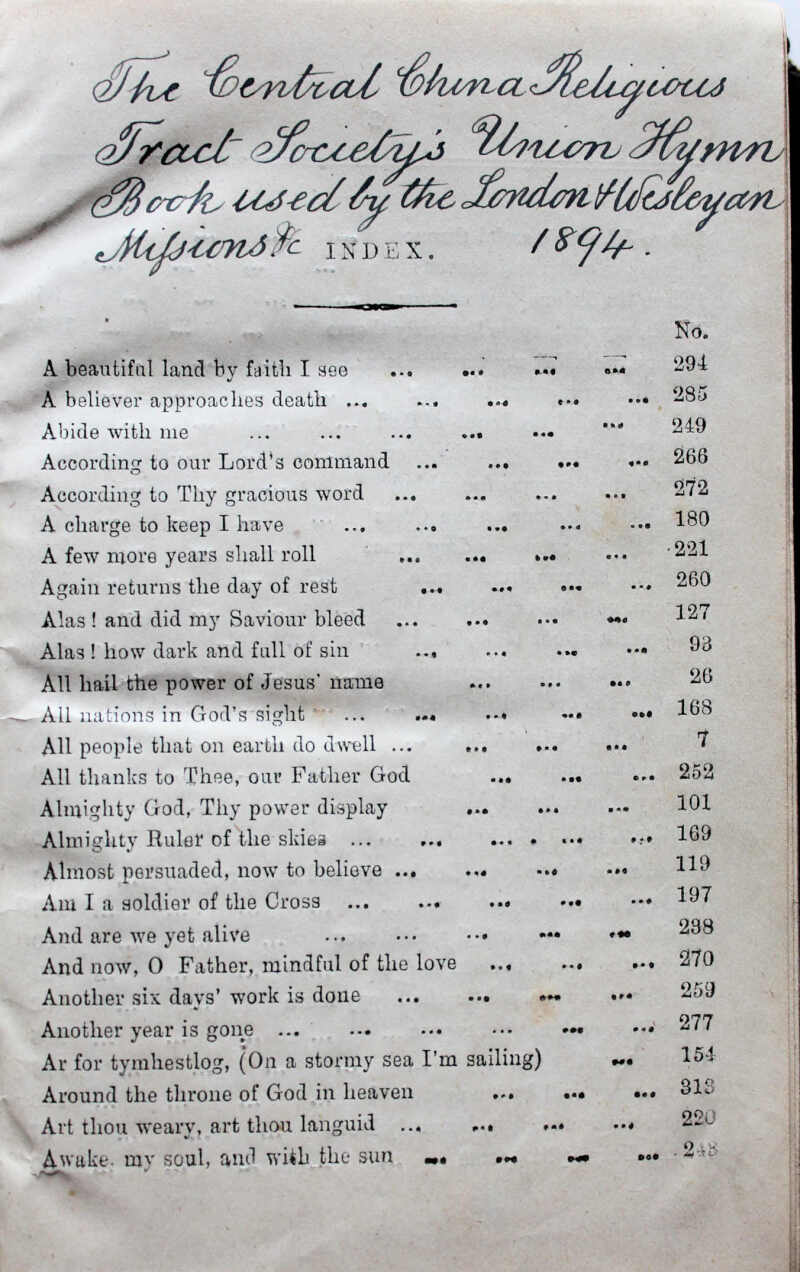 The Central China Religious
Tract Society's Union Hymn
Book used by the London & Wesleyan
Missions &c INDEX. 1894.
No.
A beautiful land by faith I see ... ... ... ... 294
A believer approaches death ... ... ... ... ... 285
Abide with me ... ... ... ... ... ... 249
According to our Lord's command ... ... ... ... 266
According to Thy gracious word ... ... ... ... 272
A charge to keep I have ... ... ... ... ... 180
A few more years shall roll ... ... ... ... 221
Again returns the day of rest ... ... ... ... 260
Alas ! and did my Saviour bleed ... ... ... ... 127
Alas ! how dark and full of sin ... ... ... ... 93
All hail the power of Jesus' name ... ... ... 26
All nations in God's sight ... ... ... ... ... 168
All people that on earth do dwell ... ... ... ... 7
All thanks to Thee, our Father God ... ... ... 252
Almighty God, Thy power display ... ... ... 101
Almighty Ruler of the skies ... ... ... ... ... 169
Almost persuaded, now to believe ... ... ... ... 119
Am I a soldier of the Cross ... ... ... ... ... 197
And are we yet alive ... ... ... ... ... 238
And now, O Father, mindful of the love ... ... ... 270
Another six days' work is done ... ... ... ... 259
Another year is gone ... ... ... ... ... ... 277
Ar for tymhestlog, (On a stormy sea I'm sailing) ... 154
Around the throne of God in heaven ... ... ... 313
Art thou weary, art thou languid ... ... ... ... 220
Awake, my soul, and with the sun ... ... ... ...